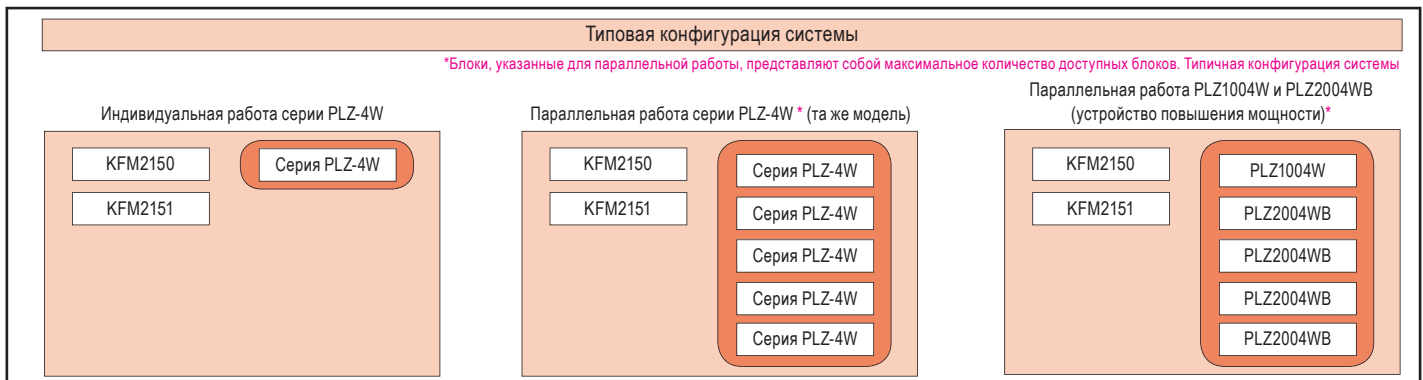 Типовая конфигурация системы
*Блоки, указанные для параллельной работы, представляют собой максимальное количество доступных блоков. Типичная конфигурация системы
Индивидуальная работа серии PLZ-4W
KFM2150
Серия PLZ-4W
KFM2151
Параллельная работа серии PLZ-4W * (та же модель)
KFM2150
KFM2151
Серия PLZ-4W
Серия PLZ-4W
Серия PLZ-4W
Серия PLZ-4W
Серия PLZ-4W
Параллельная работа PLZ1004W и PLZ2004WB
(устройство повышения мощности)*
KFM2150
KFM2151
PLZ1004W
PLZ2004WB
PLZ2004WB
PLZ2004WB
PLZ2004WB